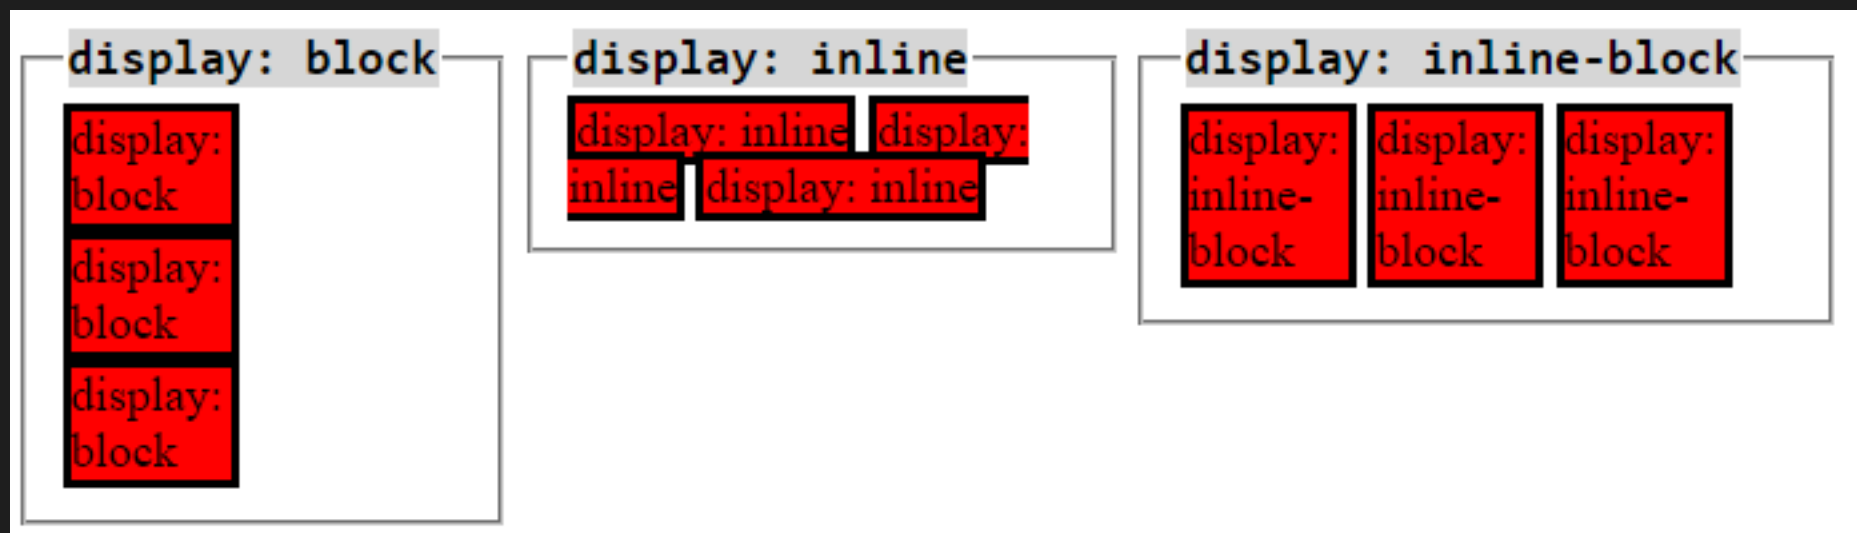 display: block
display:
block
display:
block
display:
block
display: inline
display: inline display:
inline display: inline
display: inline-block
display:
inline-
block
display:
inline-
block
display:
inline-
block